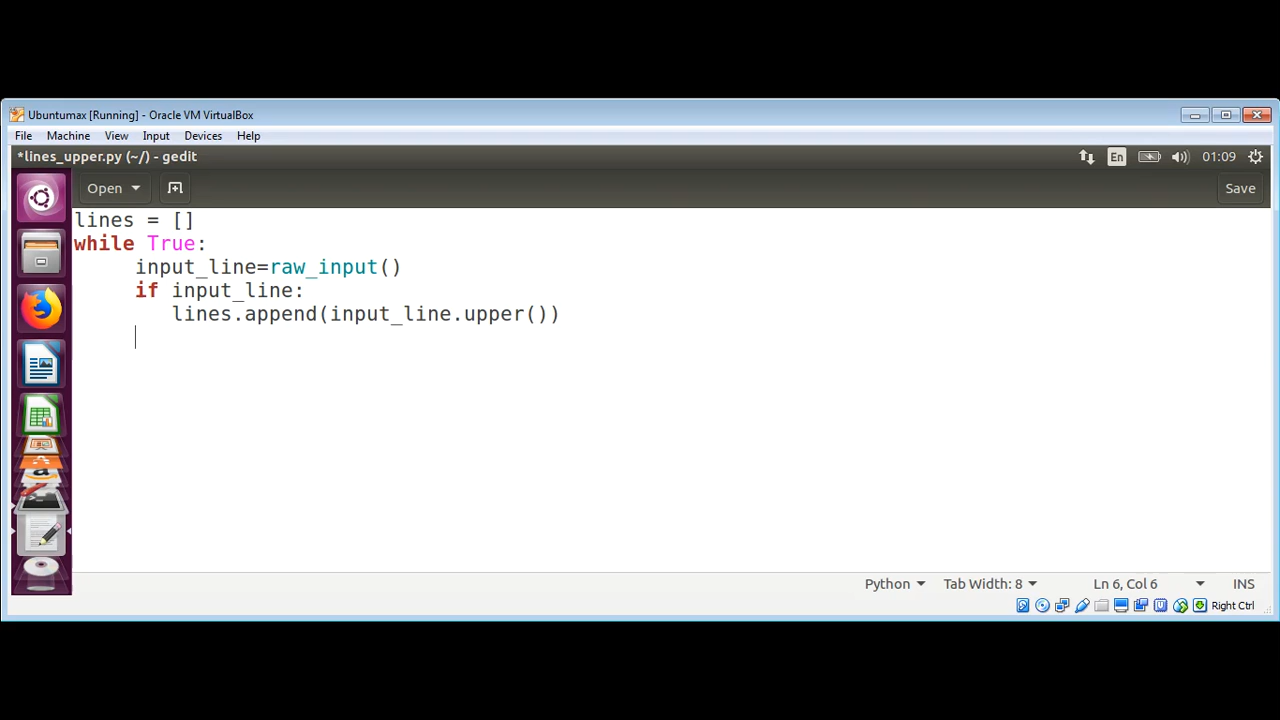 Ubuntumax [Running] - Oracle VM VirtualBox
File Machine View Input Devices Help
*lines_upper.py (~/) - gedit En 01:09
Open Save
lines = []
while True:
     input_line=raw_input()
     if input_line:
        lines.append(input_line.upper())
Python Tab Width: 8 Ln 6, Col 6 INS
Right Ctrl